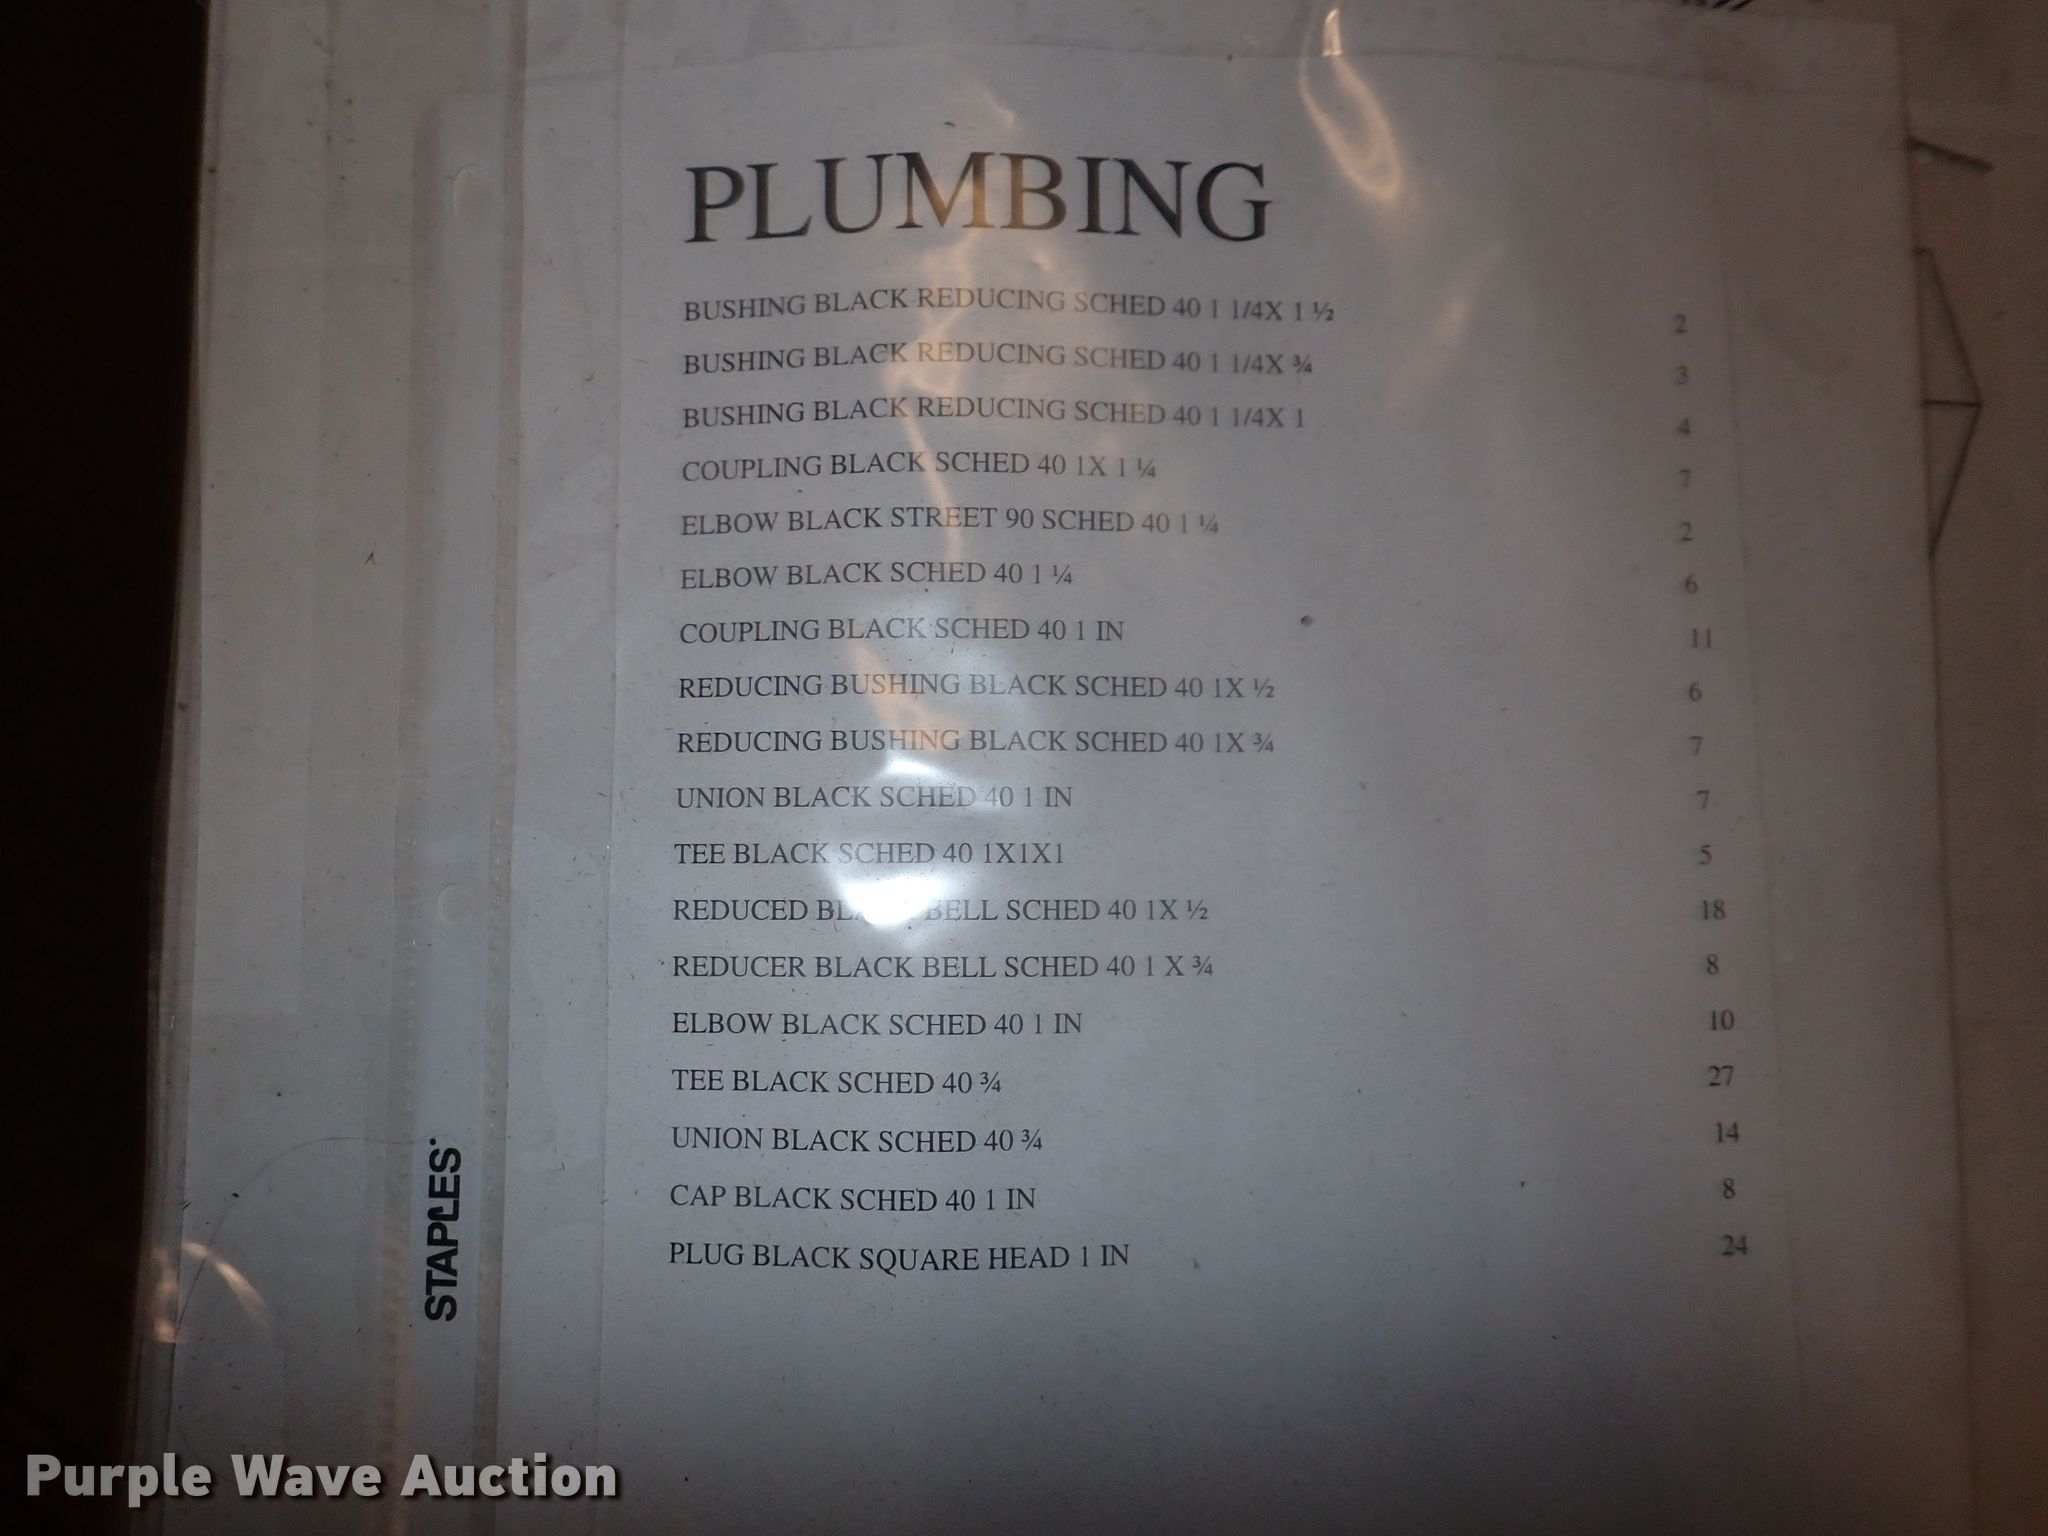 PLUMBING
BUSHING BLACK REDUCING SCHED 40 1 1/4X 1 ½ 2
BUSHING BLACK REDUCING SCHED 40 1 1/4X ¾ 3
BUSHING BLACK REDUCING SCHED 40 1 1/4X 1 4
COUPLING BLACK SCHED 40 1X 1 ¼ 7
ELBOW BLACK STREET 90 SCHED 40 1 ¼ 2
ELBOW BLACK SCHED 40 1 ¼ 6
COUPLING BLACK SCHED 40 1 IN 11
REDUCING BUSHING BLACK SCHED 40 1X ½ 6
REDUCING BUSHING BLACK SCHED 40 1X ¾ 7
UNION BLACK SCHED 40 1 IN 7
TEE BLACK SCHED 40 1X1X1 5
REDUCED BLACK BELL SCHED 40 1X ½ 18
REDUCER BLACK BELL SCHED 40 1 X ¾ 8
ELBOW BLACK SCHED 40 1 IN 10
TEE BLACK SCHED 40 ¾ 27
UNION BLACK SCHED 40 ¾ 14
CAP BLACK SCHED 40 1 IN 8
PLUG BLACK SQUARE HEAD 1 IN 24
STAPLES
Purple Wave Auction